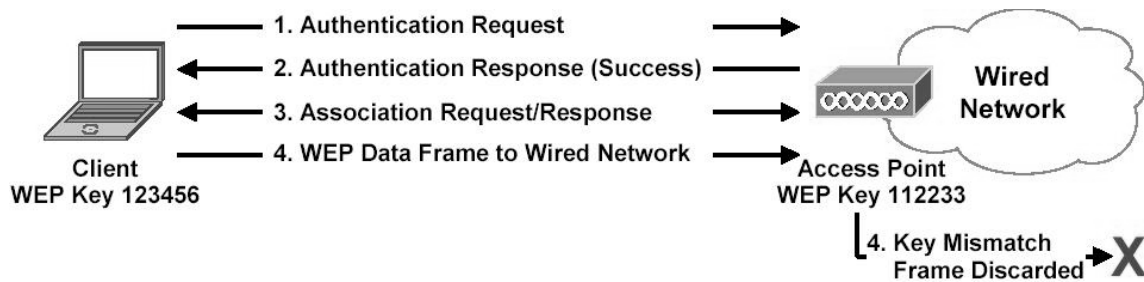 1. Authentication Request
2. Authentication Response (Success)
3. Association Request/Response
4. WEP Data Frame to Wired Network
Client
WEP Key 123456
Wired
Network
Access Point
WEP Key 112233
4. Key Mismatch
Frame Discarded
X